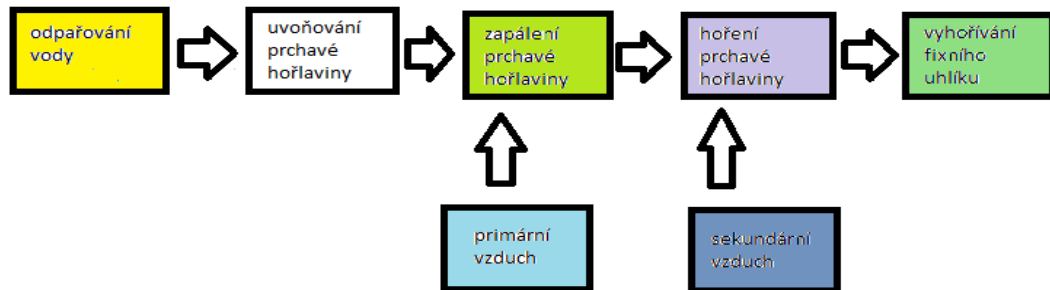 odpařování
vody
uvoňování
prchavé
hořlaviny
zapálení
prchavé
hořlaviny
hoření
prchavé
hořlaviny
vyhořívání
fixního
uhlíku
primární
vzduch
sekundární
vzduch